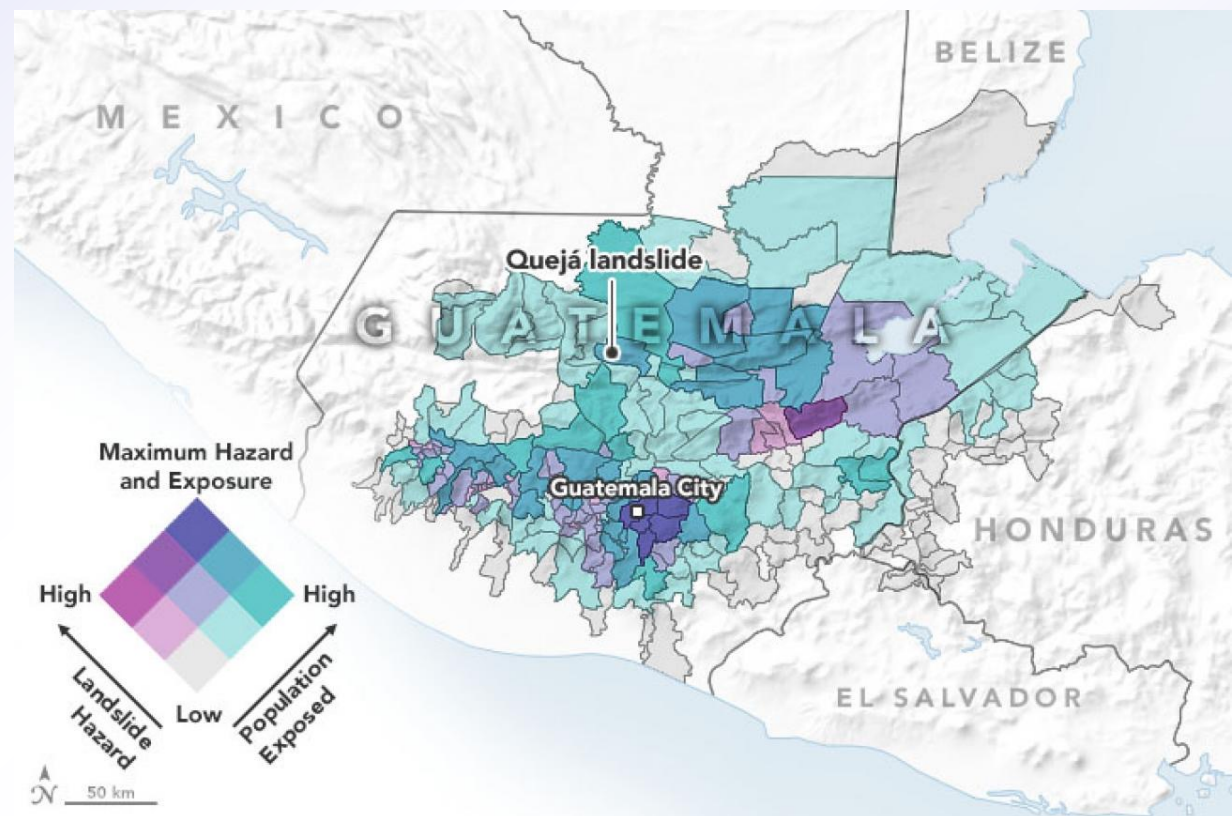 BELIZE
MEXICO
Quejá landslide
GUATEMALA
Maximum Hazard
and Exposure
Guatemala City
HONDURAS
High
High
Landslide
Hazard
Low
Population
Exposed
EL SALVADOR
N
50 km